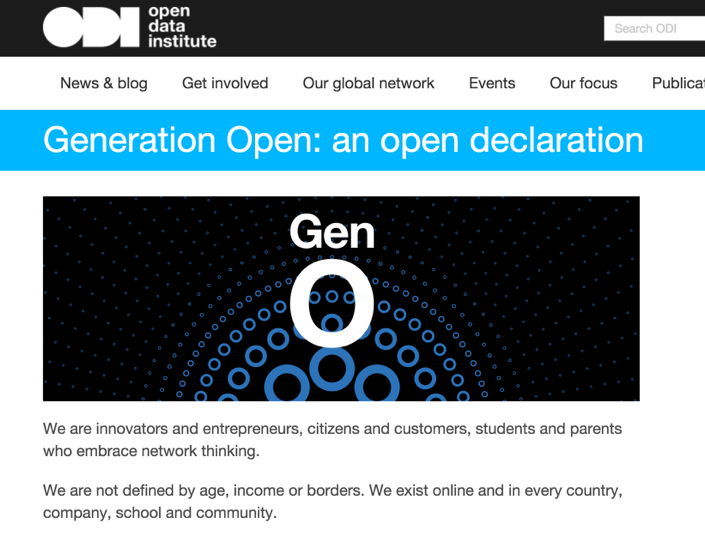 ODI open
data
institute
Search ODI
News & blog Get involved Our global network Events Our focus Publicat
Generation Open: an open declaration
Gen
O
We are innovators and entrepreneurs, citizens and customers, students and parents
who embrace network thinking.
We are not defined by age, income or borders. We exist online and in every country,
company, school and community.